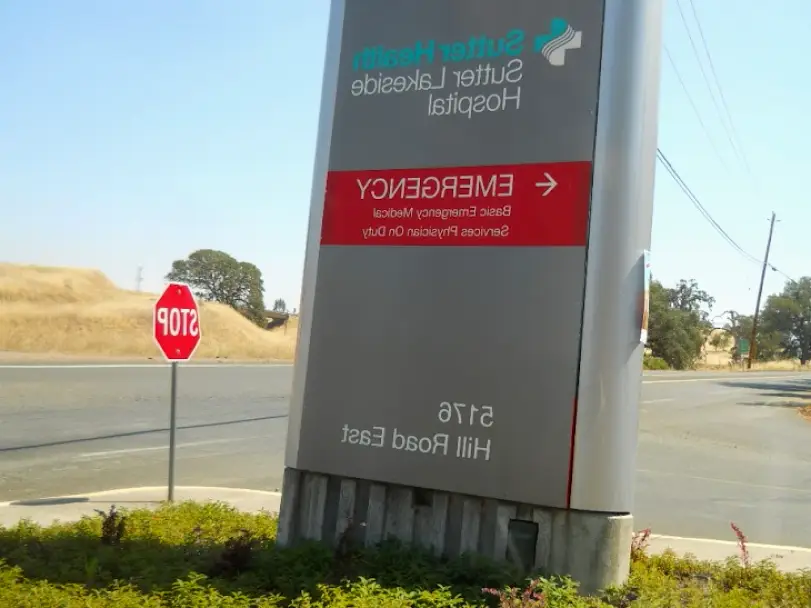 Sutter Health
Sutter Lakeside
Hospital
← EMERGENCY
Basic Emergency Medical
Services Physician On Duty
5176
Hill Road East
STOP